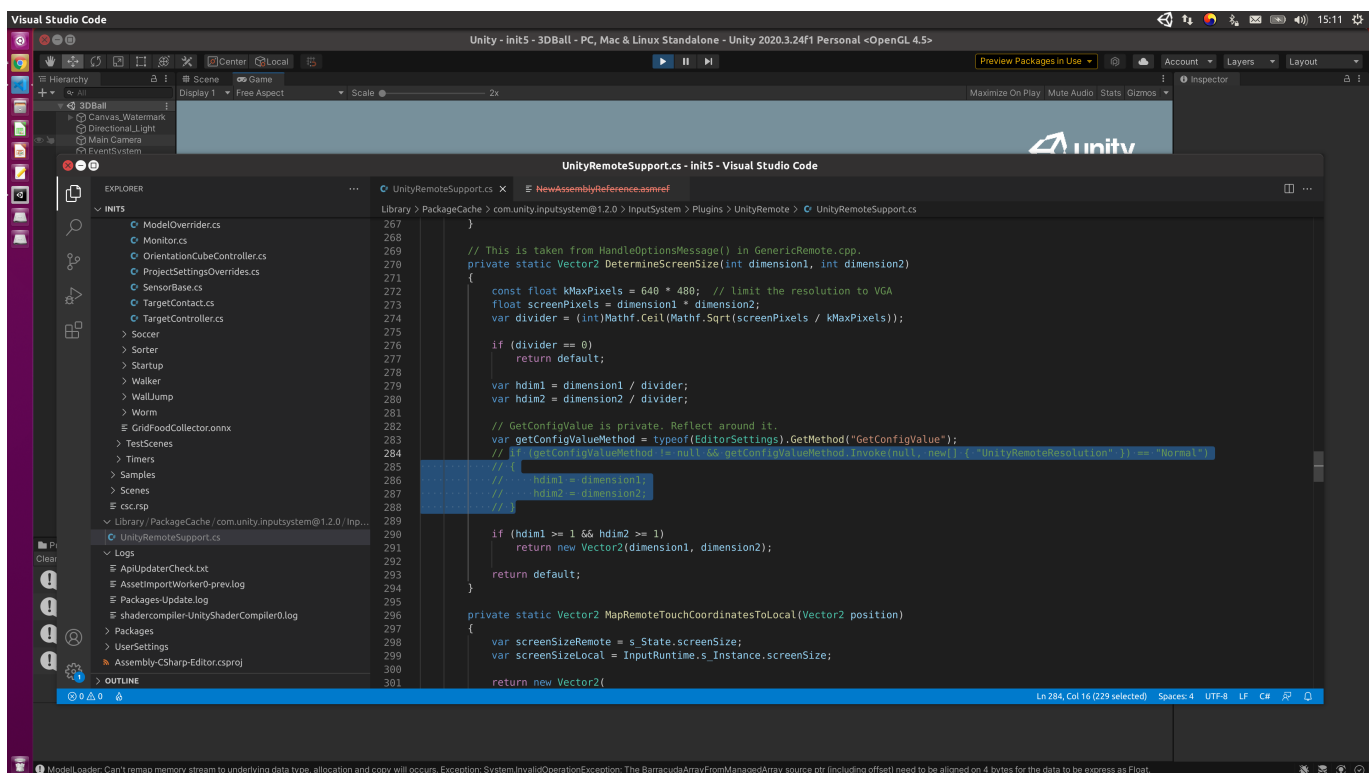 Visual Studio Code
15:11
Unity - init5 - 3DBall - PC, Mac & Linux Standalone - Unity 2020.3.24f1 Personal <OpenGL 4.5>
Center Local
Preview Packages in Use
Account Layers Layout
Hierarchy
Scene Game
Inspector
All
Display 1 Free Aspect Scale 2x
Maximize On Play Mute Audio Stats Gizmos
3DBall
Canvas_Watermark
Directional_Light
Main Camera
EventSystem
unity
UnityRemoteSupport.cs - init5 - Visual Studio Code
EXPLORER ...
UnityRemoteSupport.cs NewAssemblyReference.asmref
INIT5
Library > PackageCache > com.unity.inputsystem@1.2.0 > InputSystem > Plugins > UnityRemote > UnityRemoteSupport.cs
ModelOverrider.cs
Monitor.cs
OrientationCubeController.cs
ProjectSettingsOverrides.cs
SensorBase.cs
TargetContact.cs
TargetController.cs
> Soccer
> Sorter
> Startup
> Walker
> WallJump
> Worm
GridFoodCollector.onnx
> TestScenes
> Timers
> Samples
> Scenes
csc.rsp
Library / PackageCache / com.unity.inputsystem@1.2.0 / Inp...
UnityRemoteSupport.cs
Logs
ApiUpdaterCheck.txt
AssetImportWorker0-prev.log
Packages-Update.log
shadercompiler-UnityShaderCompiler0.log
> Packages
> UserSettings
Assembly-CSharp-Editor.csproj
> OUTLINE
267 }
268
269 // This is taken from HandleOptionsMessage() in GenericRemote.cpp.
270 private static Vector2 DetermineScreenSize(int dimension1, int dimension2)
271 {
272 const float kMaxPixels = 640 * 480; // limit the resolution to VGA
273 float screenPixels = dimension1 * dimension2;
274 var divider = (int)Mathf.Ceil(Mathf.Sqrt(screenPixels / kMaxPixels));
275
276 if (divider == 0)
277 return default;
278
279 var hdim1 = dimension1 / divider;
280 var hdim2 = dimension2 / divider;
281
282 // GetConfigValue is private. Reflect around it.
283 var getConfigValueMethod = typeof(EditorSettings).GetMethod("GetConfigValue");
284 // if (getConfigValueMethod != null && getConfigValueMethod.Invoke(null, new[] { "UnityRemoteResolution" }) == "Normal")
285 // {
286 // hdim1 = dimension1;
287 // hdim2 = dimension2;
288 // }
289
290 if (hdim1 >= 1 && hdim2 >= 1)
291 return new Vector2(dimension1, dimension2);
292
293 return default;
294 }
295
296 private static Vector2 MapRemoteTouchCoordinatesToLocal(Vector2 position)
297 {
298 var screenSizeRemote = s_State.screenSize;
299 var screenSizeLocal = InputRuntime.s_Instance.screenSize;
300
301 return new Vector2(
Clear
1
0 0
Ln 284, Col 16 (229 selected) Spaces: 4 UTF-8 LF C#
ModelLoader: Can't remap memory stream to underlying data type, allocation and copy will occurs. Exception: System.InvalidOperationException: The BarracudaArrayFromManagedArray source ptr (including offset) need to be aligned on 4 bytes for the data to be express as Float.